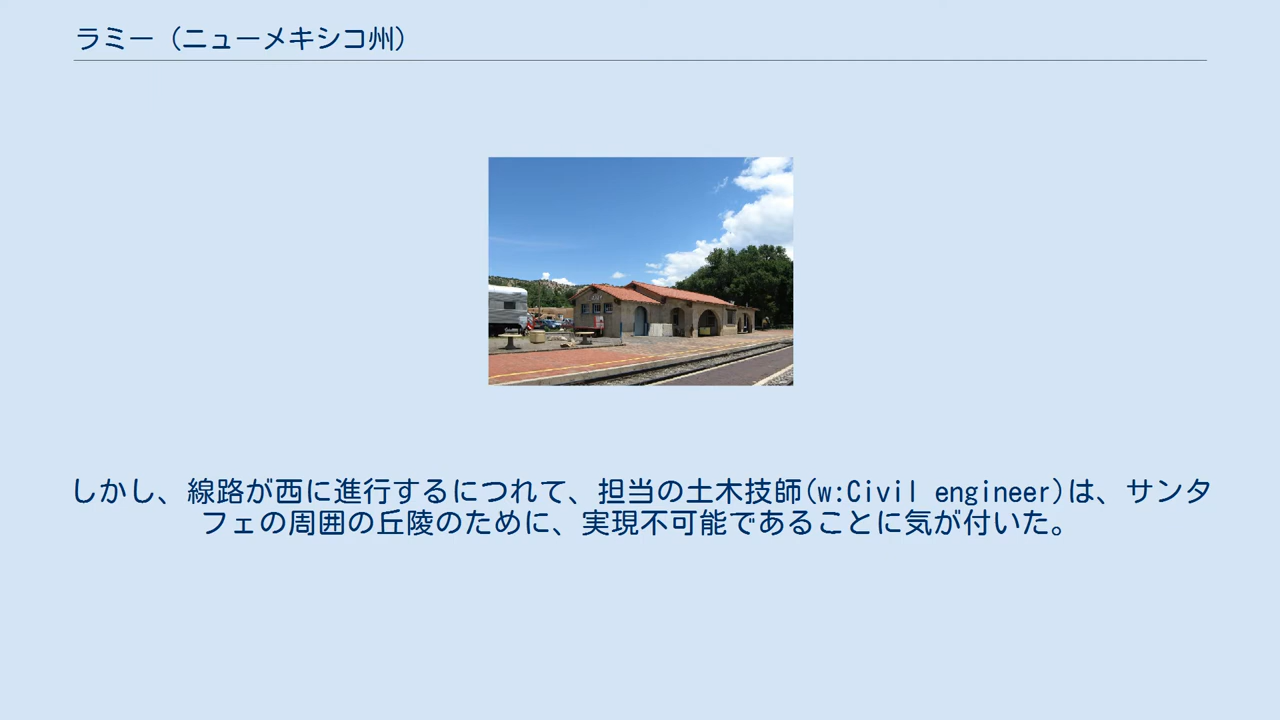 ラミー（ニューメキシコ州）
しかし、線路が西に進行するにつれて、担当の土木技師(w:Civil engineer)は、サンタ
フェの周囲の丘陵のために、実現不可能であることに気が付いた。